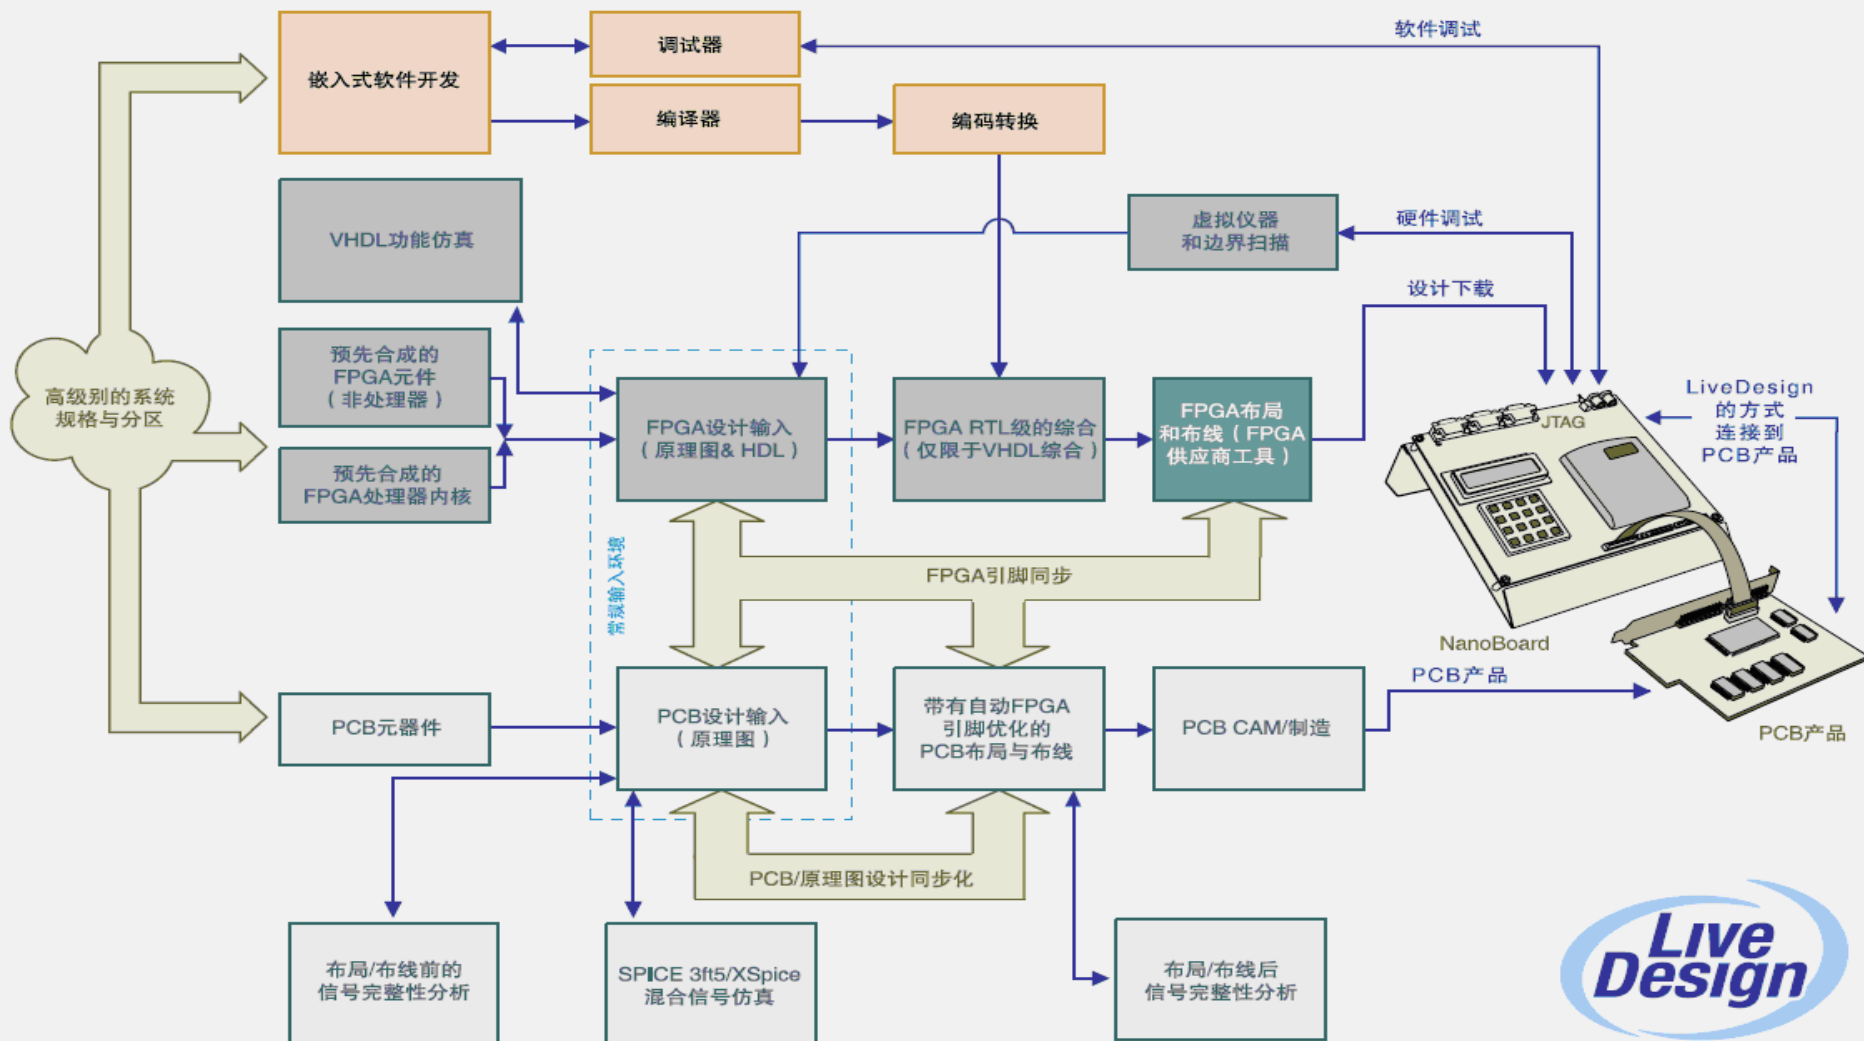 软件调试
嵌入式软件开发
调试器
编译器
编码转换
VHDL功能仿真
虚拟仪器
和边界扫描
硬件调试
设计下载
预先合成的
FPGA元件
(非处理器)
高级别的系统
规格与分区
预先合成的
FPGA处理器内核
FPGA设计输入
(原理图& HDL)
FPGA RTL级的综合
(仅限于VHDL综合)
FPGA布局
和布线(FPGA
供应商工具)
JTAG
LiveDesign
的方式
连接到
PCB产品
常规输入环境
FPGA引脚同步
NanoBoard
PCB元器件
PCB设计输入
(原理图)
带有自动FPGA
引脚优化的
PCB布局与布线
PCB CAM/制造
PCB产品
PCB产品
PCB/原理图设计同步化
布局/布线前的
信号完整性分析
SPICE 3ft5/XSpice
混合信号仿真
布局/布线后
信号完整性分析
Live
Design